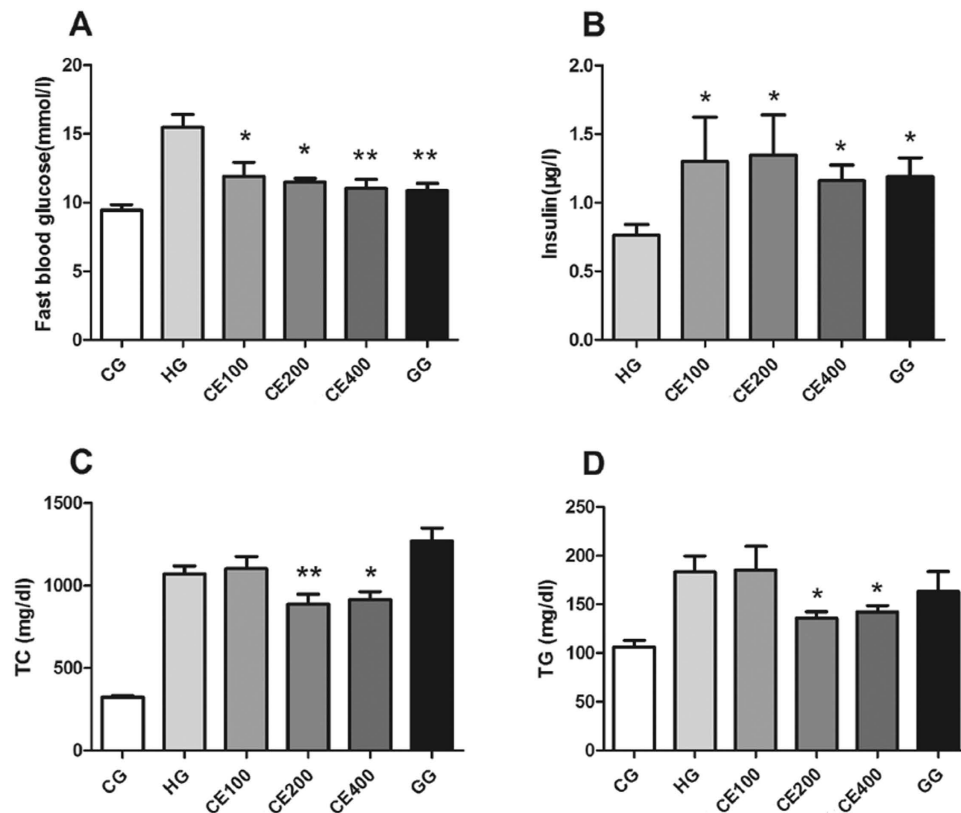 A
Fast blood glucose(mmol/l)
20
15
10
5
0
*
*
**
**
CG
HG
CE100
CE200
CE400
GG
B
Insulin(µg/l)
2.0
1.5
1.0
0.5
0.0
*
*
*
*
HG
CE100
CE200
CE400
GG
C
TC (mg/dl)
1500
1000
500
0
**
*
CG
HG
CE100
CE200
CE400
GG
D
TG (mg/dl)
250
200
150
100
50
0
*
*
CG
HG
CE100
CE200
CE400
GG